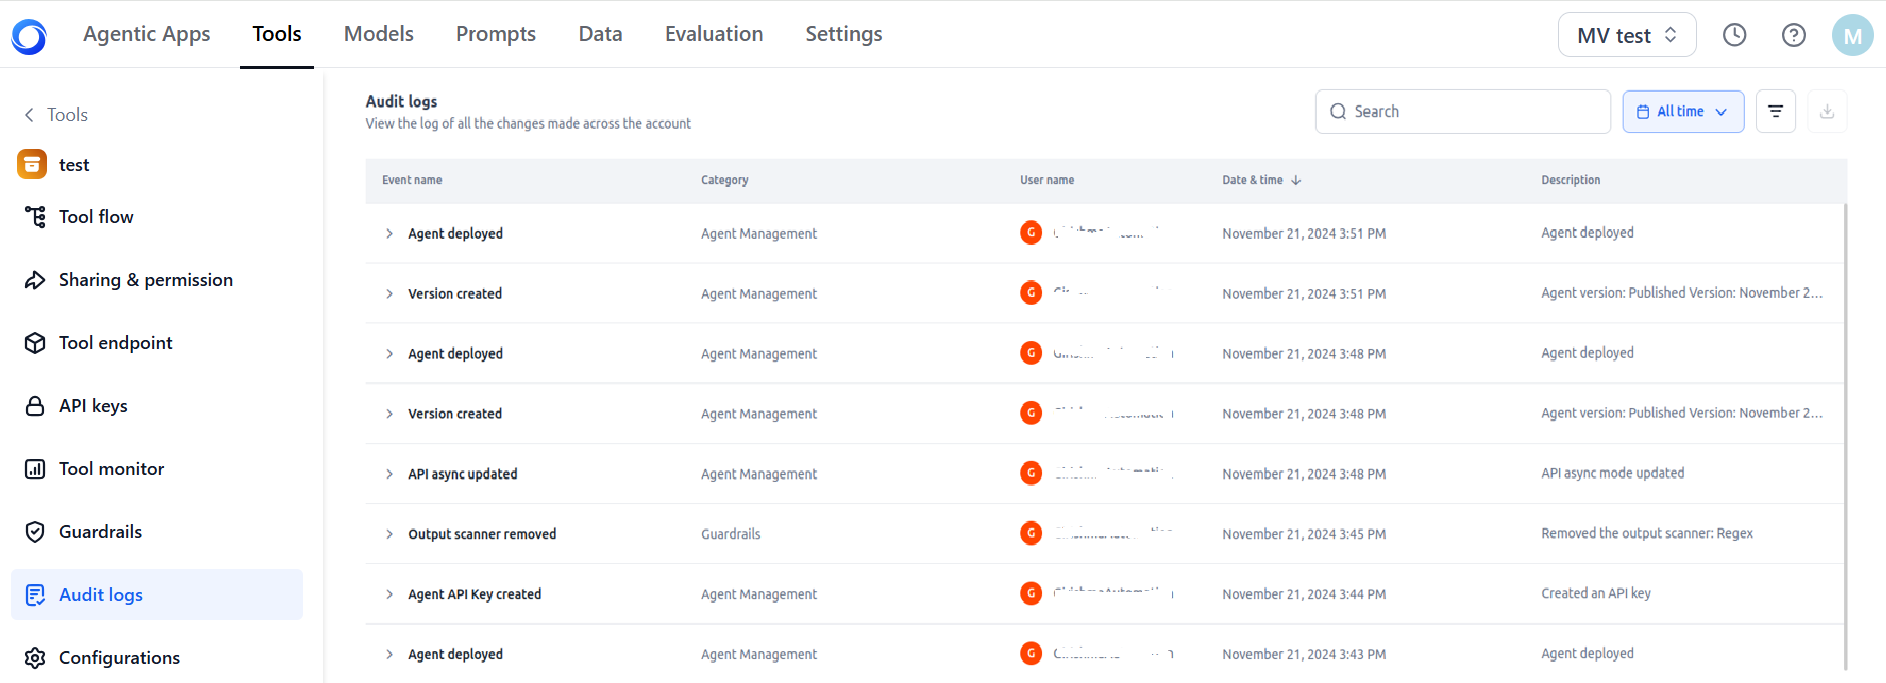 Agentic Apps Tools Models Prompts Data Evaluation Settings MV test M
Tools
test
Tool flow
Sharing & permission
Tool endpoint
API keys
Tool monitor
Guardrails
Audit logs
Configurations
Audit logs
View the log of all the changes made across the account
Search All time
Event name Category User name Date & time Description
Agent deployed Agent Management G November 21, 2024 3:51 PM Agent deployed
Version created Agent Management G November 21, 2024 3:51 PM Agent version: Published Version: November 2...
Agent deployed Agent Management G November 21, 2024 3:48 PM Agent deployed
Version created Agent Management G November 21, 2024 3:48 PM Agent version: Published Version: November 2...
API async updated Agent Management G November 21, 2024 3:48 PM API async mode updated
Output scanner removed Guardrails G November 21, 2024 3:45 PM Removed the output scanner: Regex
Agent API Key created Agent Management G November 21, 2024 3:44 PM Created an API key
Agent deployed Agent Management G November 21, 2024 3:43 PM Agent deployed